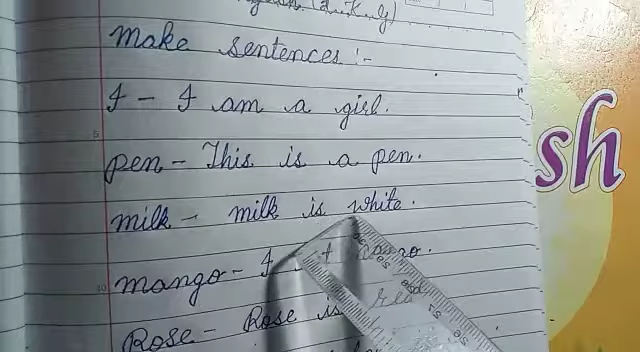 (U.K.G)
Make sentences :-
I - I am a girl.
pen - This is a pen.
milk - milk is white.
mango - I
Rose - Rose is
sh